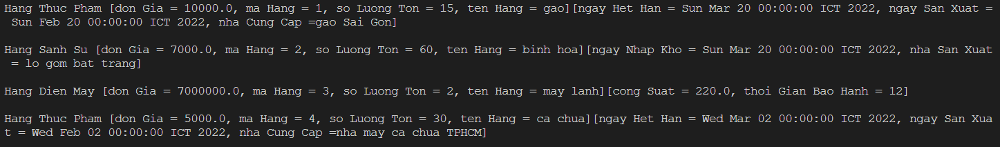 Hang Thuc Pham [don Gia = 10000.0, ma Hang = 1, so Luong Ton = 15, ten Hang = gao][ngay Het Han = Sun Mar 20 00:00:00 ICT 2022, ngay San Xuat =
Sun Feb 20 00:00:00 ICT 2022, nha Cung Cap =gao Sai Gon]
Hang Sanh Su [don Gia = 7000.0, ma Hang = 2, so Luong Ton = 60, ten Hang = binh hoa][ngay Nhap Kho = Sun Mar 20 00:00:00 ICT 2022, nha San Xuat
= lo gom bat trang]
Hang Dien May [don Gia = 7000000.0, ma Hang = 3, so Luong Ton = 2, ten Hang = may lanh][cong Suat = 220.0, thoi Gian Bao Hanh = 12]
Hang Thuc Pham [don Gia = 5000.0, ma Hang = 4, so Luong Ton = 30, ten Hang = ca chua][ngay Het Han = Wed Mar 02 00:00:00 ICT 2022, ngay San Xua
t = Wed Feb 02 00:00:00 ICT 2022, nha Cung Cap =nha may ca chua TPHCM]